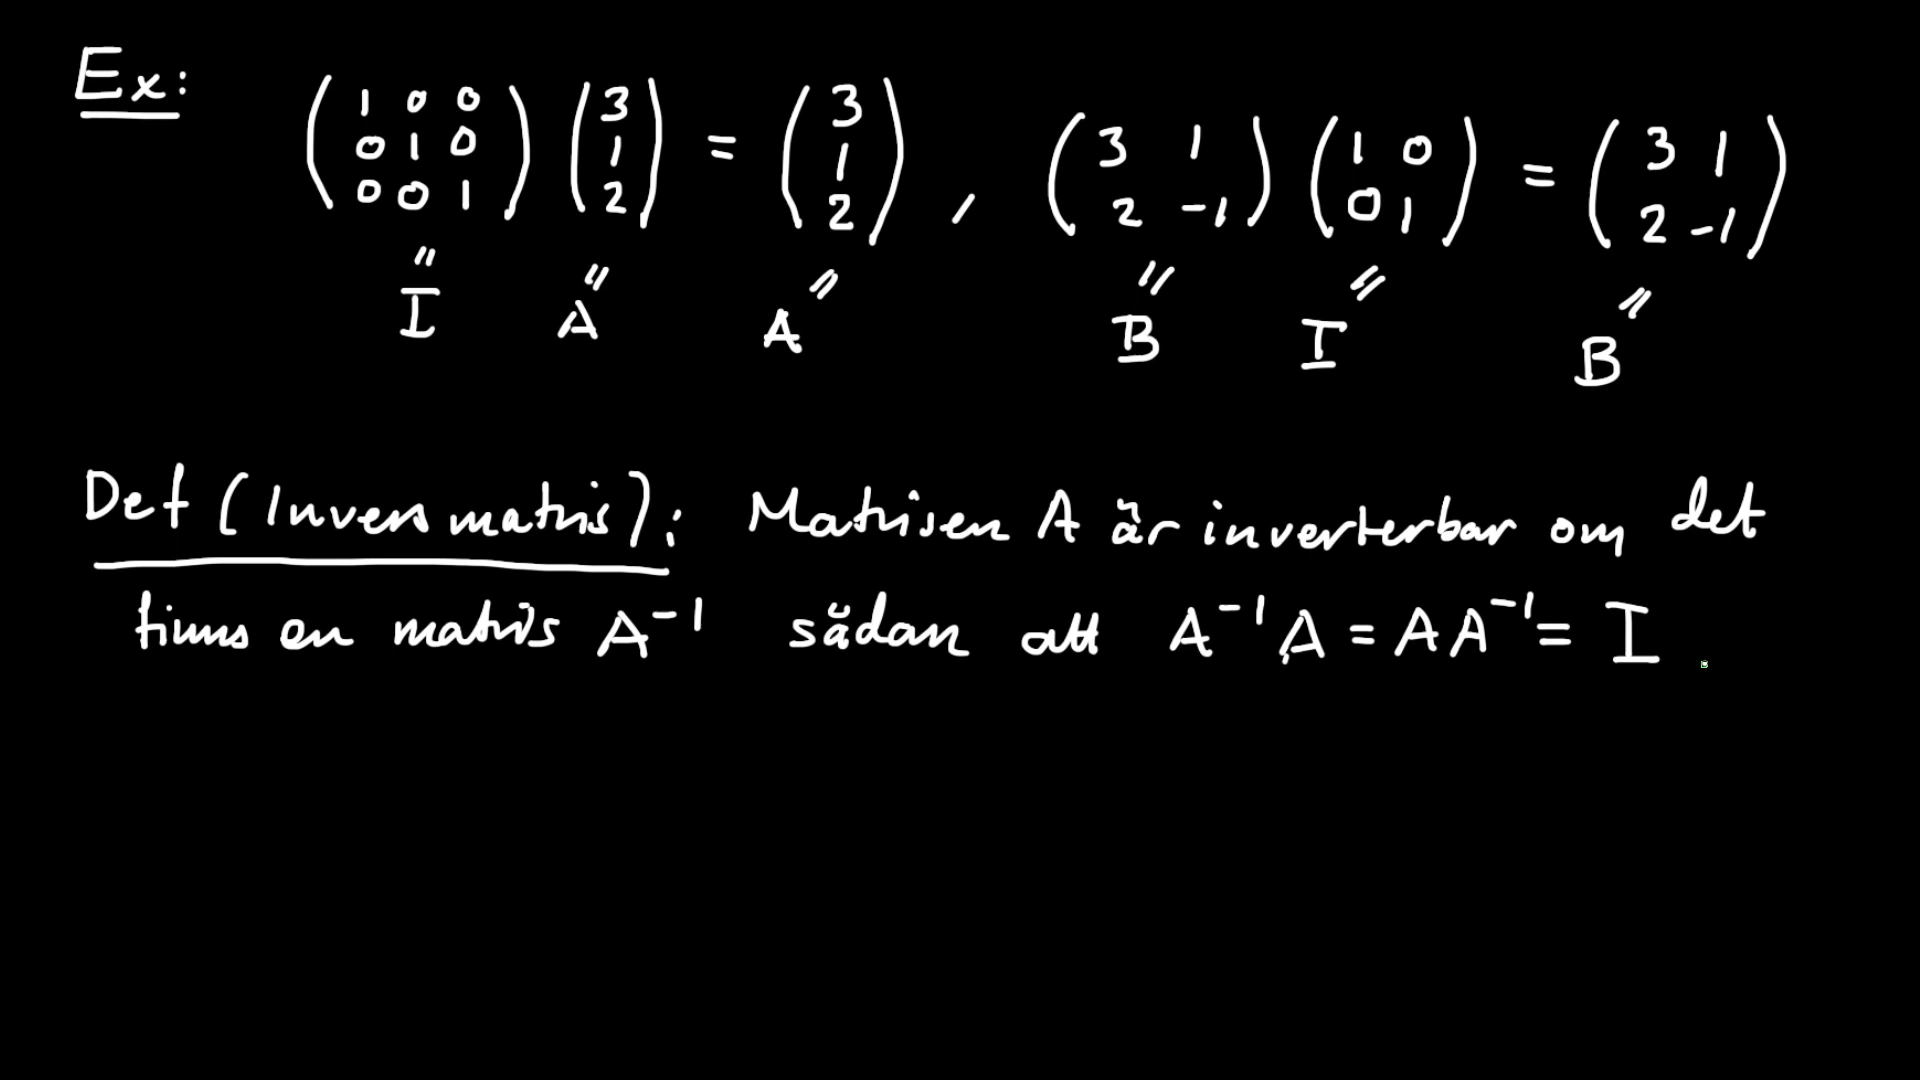 Ex: (1 0 0; 0 1 0; 0 0 1) (3; 1; 2) = (3; 1; 2) , (3 1; 2 -1) (1 0; 0 1) = (3 1; 2 -1)
" " " " " "
I A A B I B
Def (Invers matris): Matrisen A är inverterbar om det
finns en matris A⁻¹ sådan att A⁻¹A = AA⁻¹ = I .